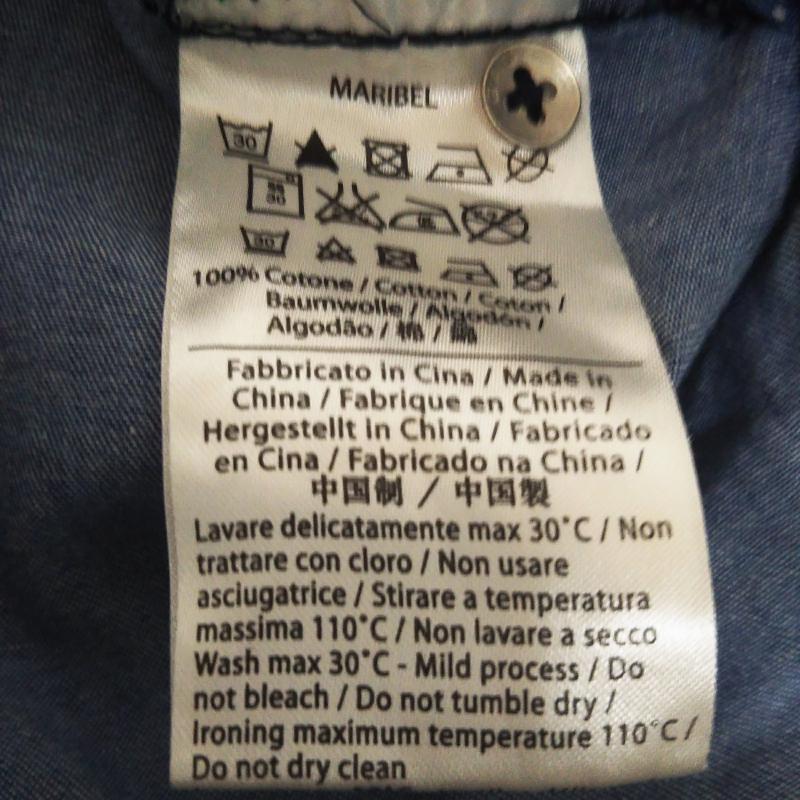 MARIBEL
30
30
30
100% Cotone / Cotton / Coton /
Baumwolle / Algodón /
Algodão / 棉 / 綿
Fabbricato in Cina / Made in
China / Fabrique en Chine /
Hergestellt in China / Fabricado
en Cina / Fabricado na China /
中国制 / 中国製
Lavare delicatamente max 30°C / Non
trattare con cloro / Non usare
asciugatrice / Stirare a temperatura
massima 110°C / Non lavare a secco
Wash max 30°C - Mild process / Do
not bleach / Do not tumble dry /
Ironing maximum temperature 110°C /
Do not dry clean